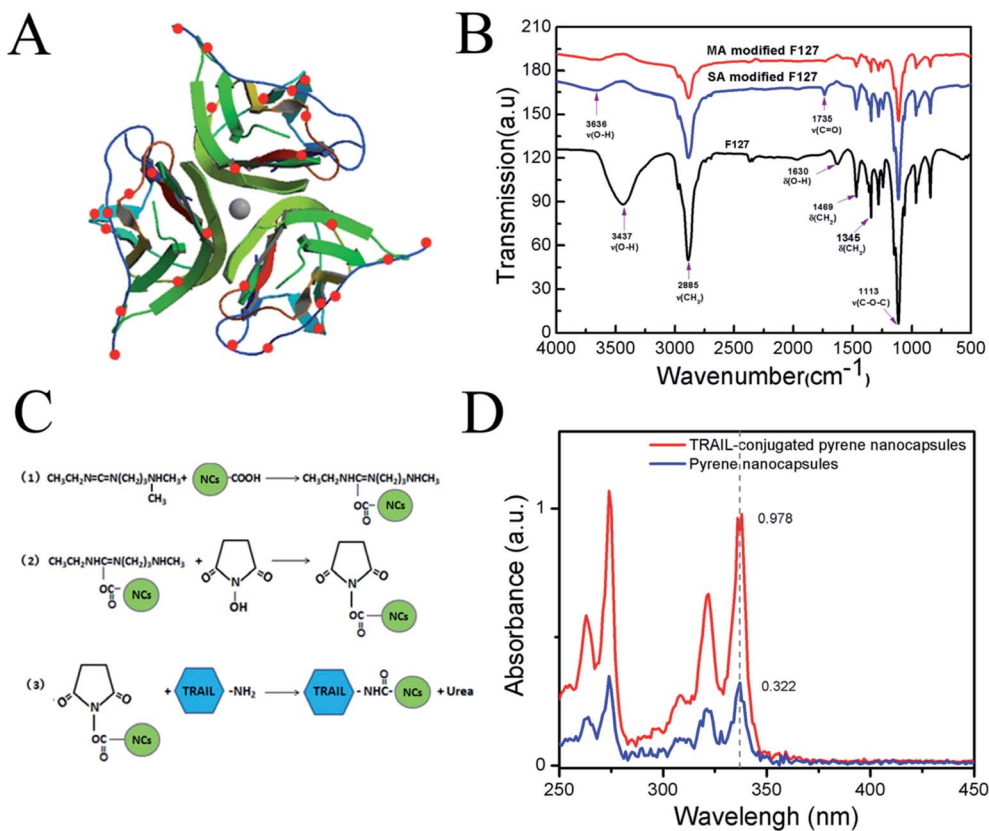 A
B
210
180
150
120
90
60
30
0
Transmission(a.u)
MA modified F127
SA modified F127
F127
3636
ν(O-H)
1735
ν(C=O)
1630
δ(O-H)
1469
δ(CH2)
1345
δ(CH3)
3437
ν(O-H)
2885
ν(CH2)
1113
ν(C-O-C)
4000 3500 3000 2500 2000 1500 1000 500
Wavenumber(cm-1)
C
(1) CH3CH2N=C=N(CH2)3NHCH3+ NCs -COOH CH3CH2NHC=N(CH2)3NHCH3
CH3
OC- NCs
O
(2) CH3CH2NHC=N(CH2)3NHCH3 +
OC- NCs
O
O N O
OH
O N O
OC NCs
O
(3) O N O
OC NCs
O
+ TRAIL -NH2 TRAIL -NHC- NCs + Urea
O
D
TRAIL-conjugated pyrene nanocapsules
Pyrene nanocapsules
1
0
Absorbance (a.u.)
0.978
0.322
250 300 350 400 450
Wavelengh (nm)